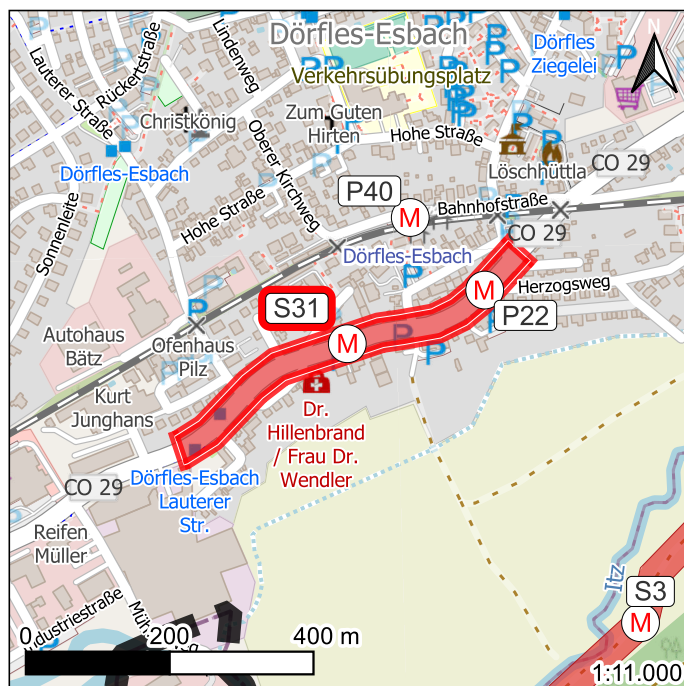 Dörfles-Esbach
N
Lauterer Straße
Rückertstraße
Lindenweg
P
Verkehrsübungsplatz
Dörfles
Ziegelei
Christkönig
Zum Guten
Hirten
Hohe Straße
Oberer Kirchweg
Löschhüttla
CO 29
Dörfles-Esbach
Sonnenleite
Hohe Straße
P40
M
Bahnhofstraße
CO 29
Dörfles-Esbach
S31
M
Herzogsweg
P22
M
P
P
P
P
Autohaus
Bätz
Ofenhaus
Pilz
Kurt
Junghans
Dr.
Hillenbrand
/ Frau Dr.
Wendler
CO 29
Dörfles-Esbach
Lauterer
Str.
Reifen
Müller
Itz
S3
M
Industriestraße
0
200
400 m
1:11.000